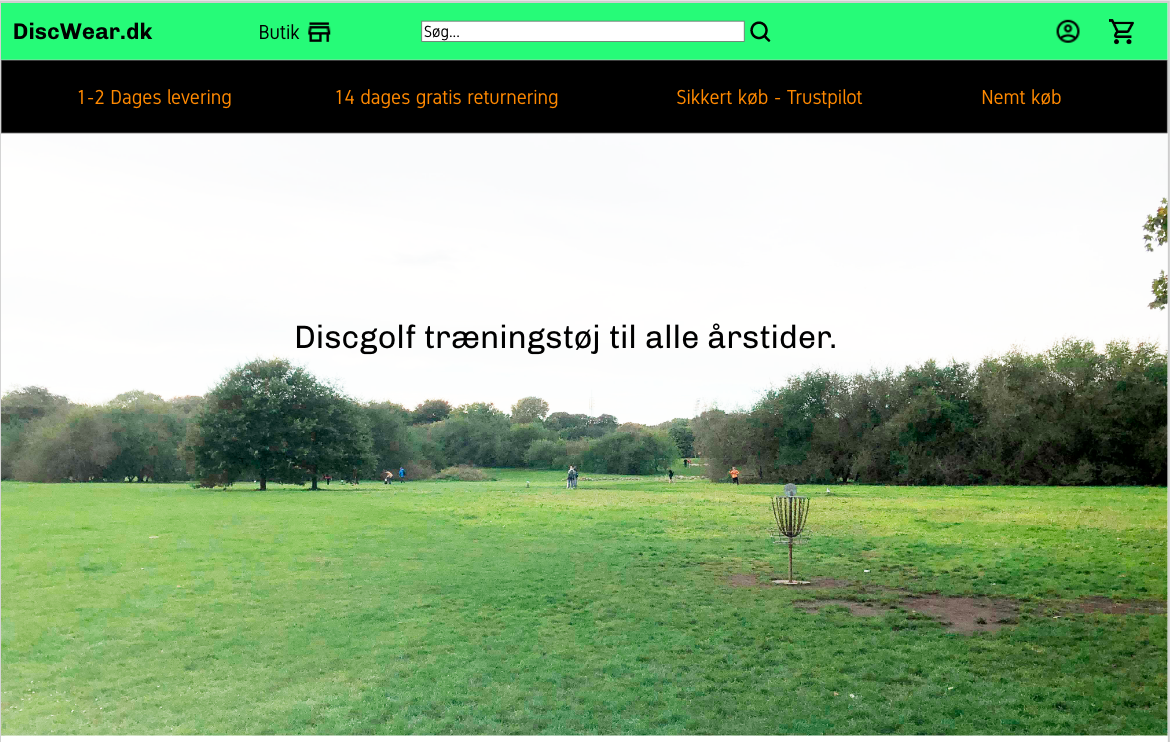 DiscWear.dk
Butik
Søg...
1-2 Dages levering
14 dages gratis returnering
Sikkert køb - Trustpilot
Nemt køb
Discgolf træningstøj til alle årstider.